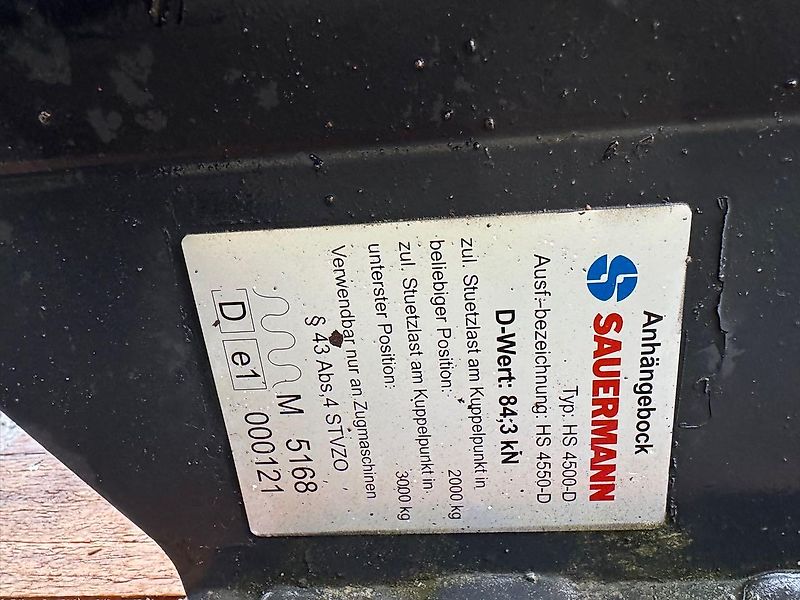 Anhängebock
SAUERMANN
Typ: HS 4500-D
Ausf-bezeichnung: HS 4550-D
D-Wert: 84,3 kN
zul. Stuetzlast am Kuppelpunkt in
beliebiger Position: 2000 kg
zul. Stuetzlast am Kuppelpunkt in
unterster Position: 3000 kg
Verwendbar nur an Zugmaschinen
§ 43 Abs,4 STVZO
M 5168
D e1 000121